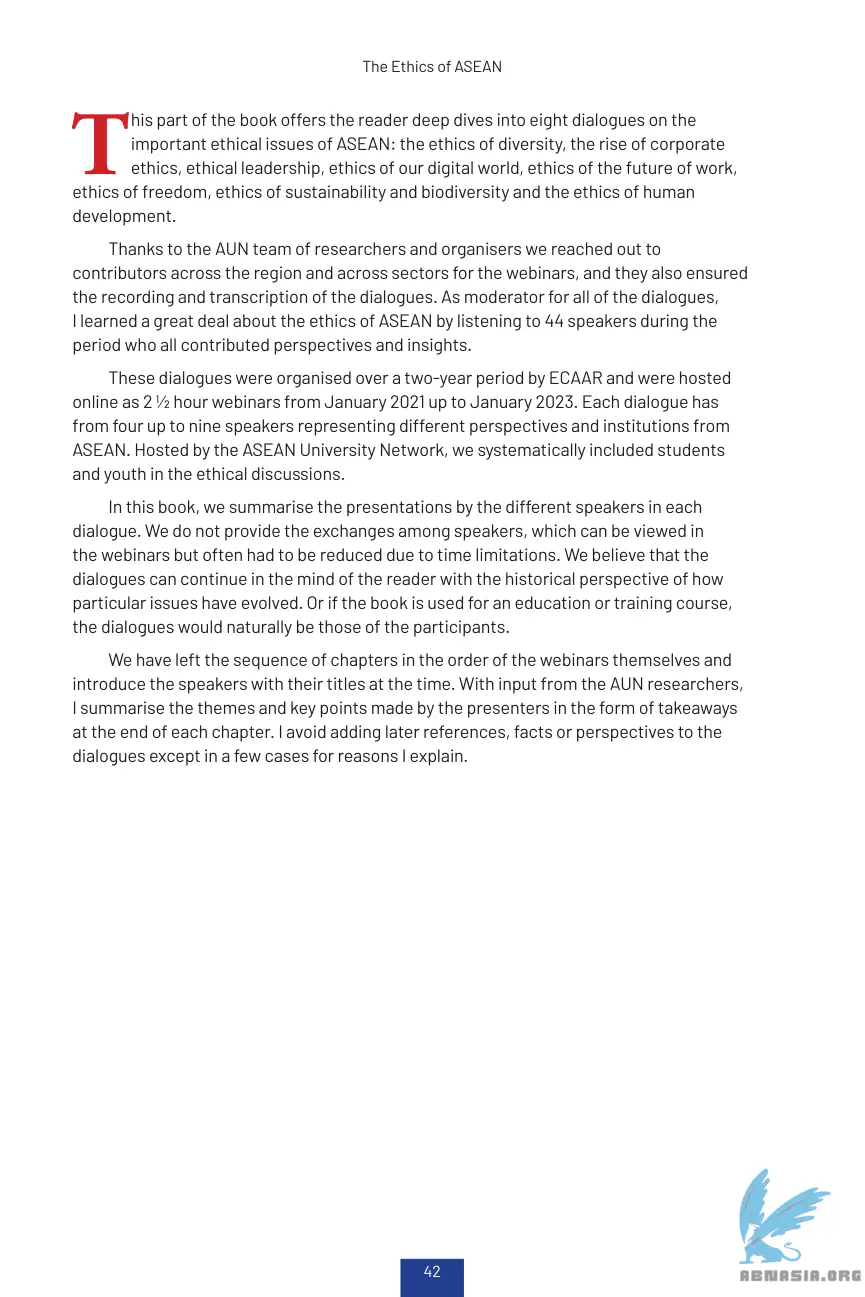 The Ethics of ASEAN
This part of the book offers the reader deep dives into eight dialogues on the
important ethical issues of ASEAN: the ethics of diversity, the rise of corporate
ethics, ethical leadership, ethics of our digital world, ethics of the future of work,
ethics of freedom, ethics of sustainability and biodiversity and the ethics of human
development.
Thanks to the AUN team of researchers and organisers we reached out to
contributors across the region and across sectors for the webinars, and they also ensured
the recording and transcription of the dialogues. As moderator for all of the dialogues,
I learned a great deal about the ethics of ASEAN by listening to 44 speakers during the
period who all contributed perspectives and insights.
These dialogues were organised over a two-year period by ECAAR and were hosted
online as 2 ½ hour webinars from January 2021 up to January 2023. Each dialogue has
from four up to nine speakers representing different perspectives and institutions from
ASEAN. Hosted by the ASEAN University Network, we systematically included students
and youth in the ethical discussions.
In this book, we summarise the presentations by the different speakers in each
dialogue. We do not provide the exchanges among speakers, which can be viewed in
the webinars but often had to be reduced due to time limitations. We believe that the
dialogues can continue in the mind of the reader with the historical perspective of how
particular issues have evolved. Or if the book is used for an education or training course,
the dialogues would naturally be those of the participants.
We have left the sequence of chapters in the order of the webinars themselves and
introduce the speakers with their titles at the time. With input from the AUN researchers,
I summarise the themes and key points made by the presenters in the form of takeaways
at the end of each chapter. I avoid adding later references, facts or perspectives to the
dialogues except in a few cases for reasons I explain.
42
ABNASIA.ORG